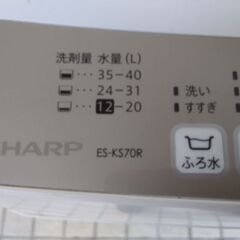 洗剤量 水量(L)
…35-40
…24-31
…12-20
洗い
すすぎ
SHARP ES-KS70R
ふろ水